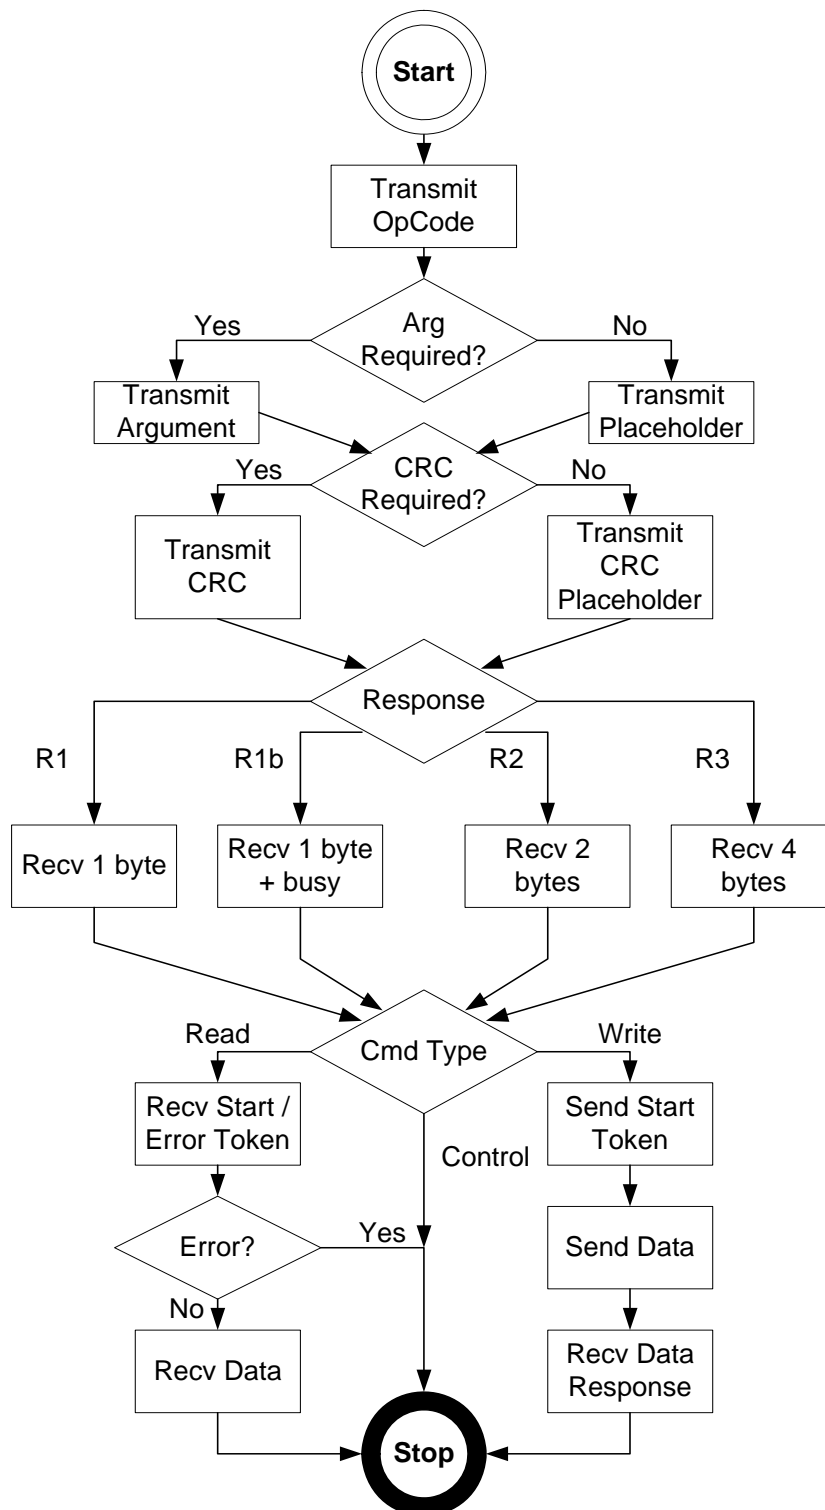 Start
Transmit
OpCode
Yes
Arg
Required?
No
Transmit
Argument
Transmit
Placeholder
Yes
CRC
Required?
No
Transmit
CRC
Transmit
CRC
Placeholder
Response
R1
R1b
R2
R3
Recv 1 byte
Recv 1 byte
+ busy
Recv 2
bytes
Recv 4
bytes
Read
Cmd Type
Write
Recv Start /
Error Token
Control
Send Start
Token
Error?
Yes
Send Data
No
Recv Data
Recv Data
Response
Stop